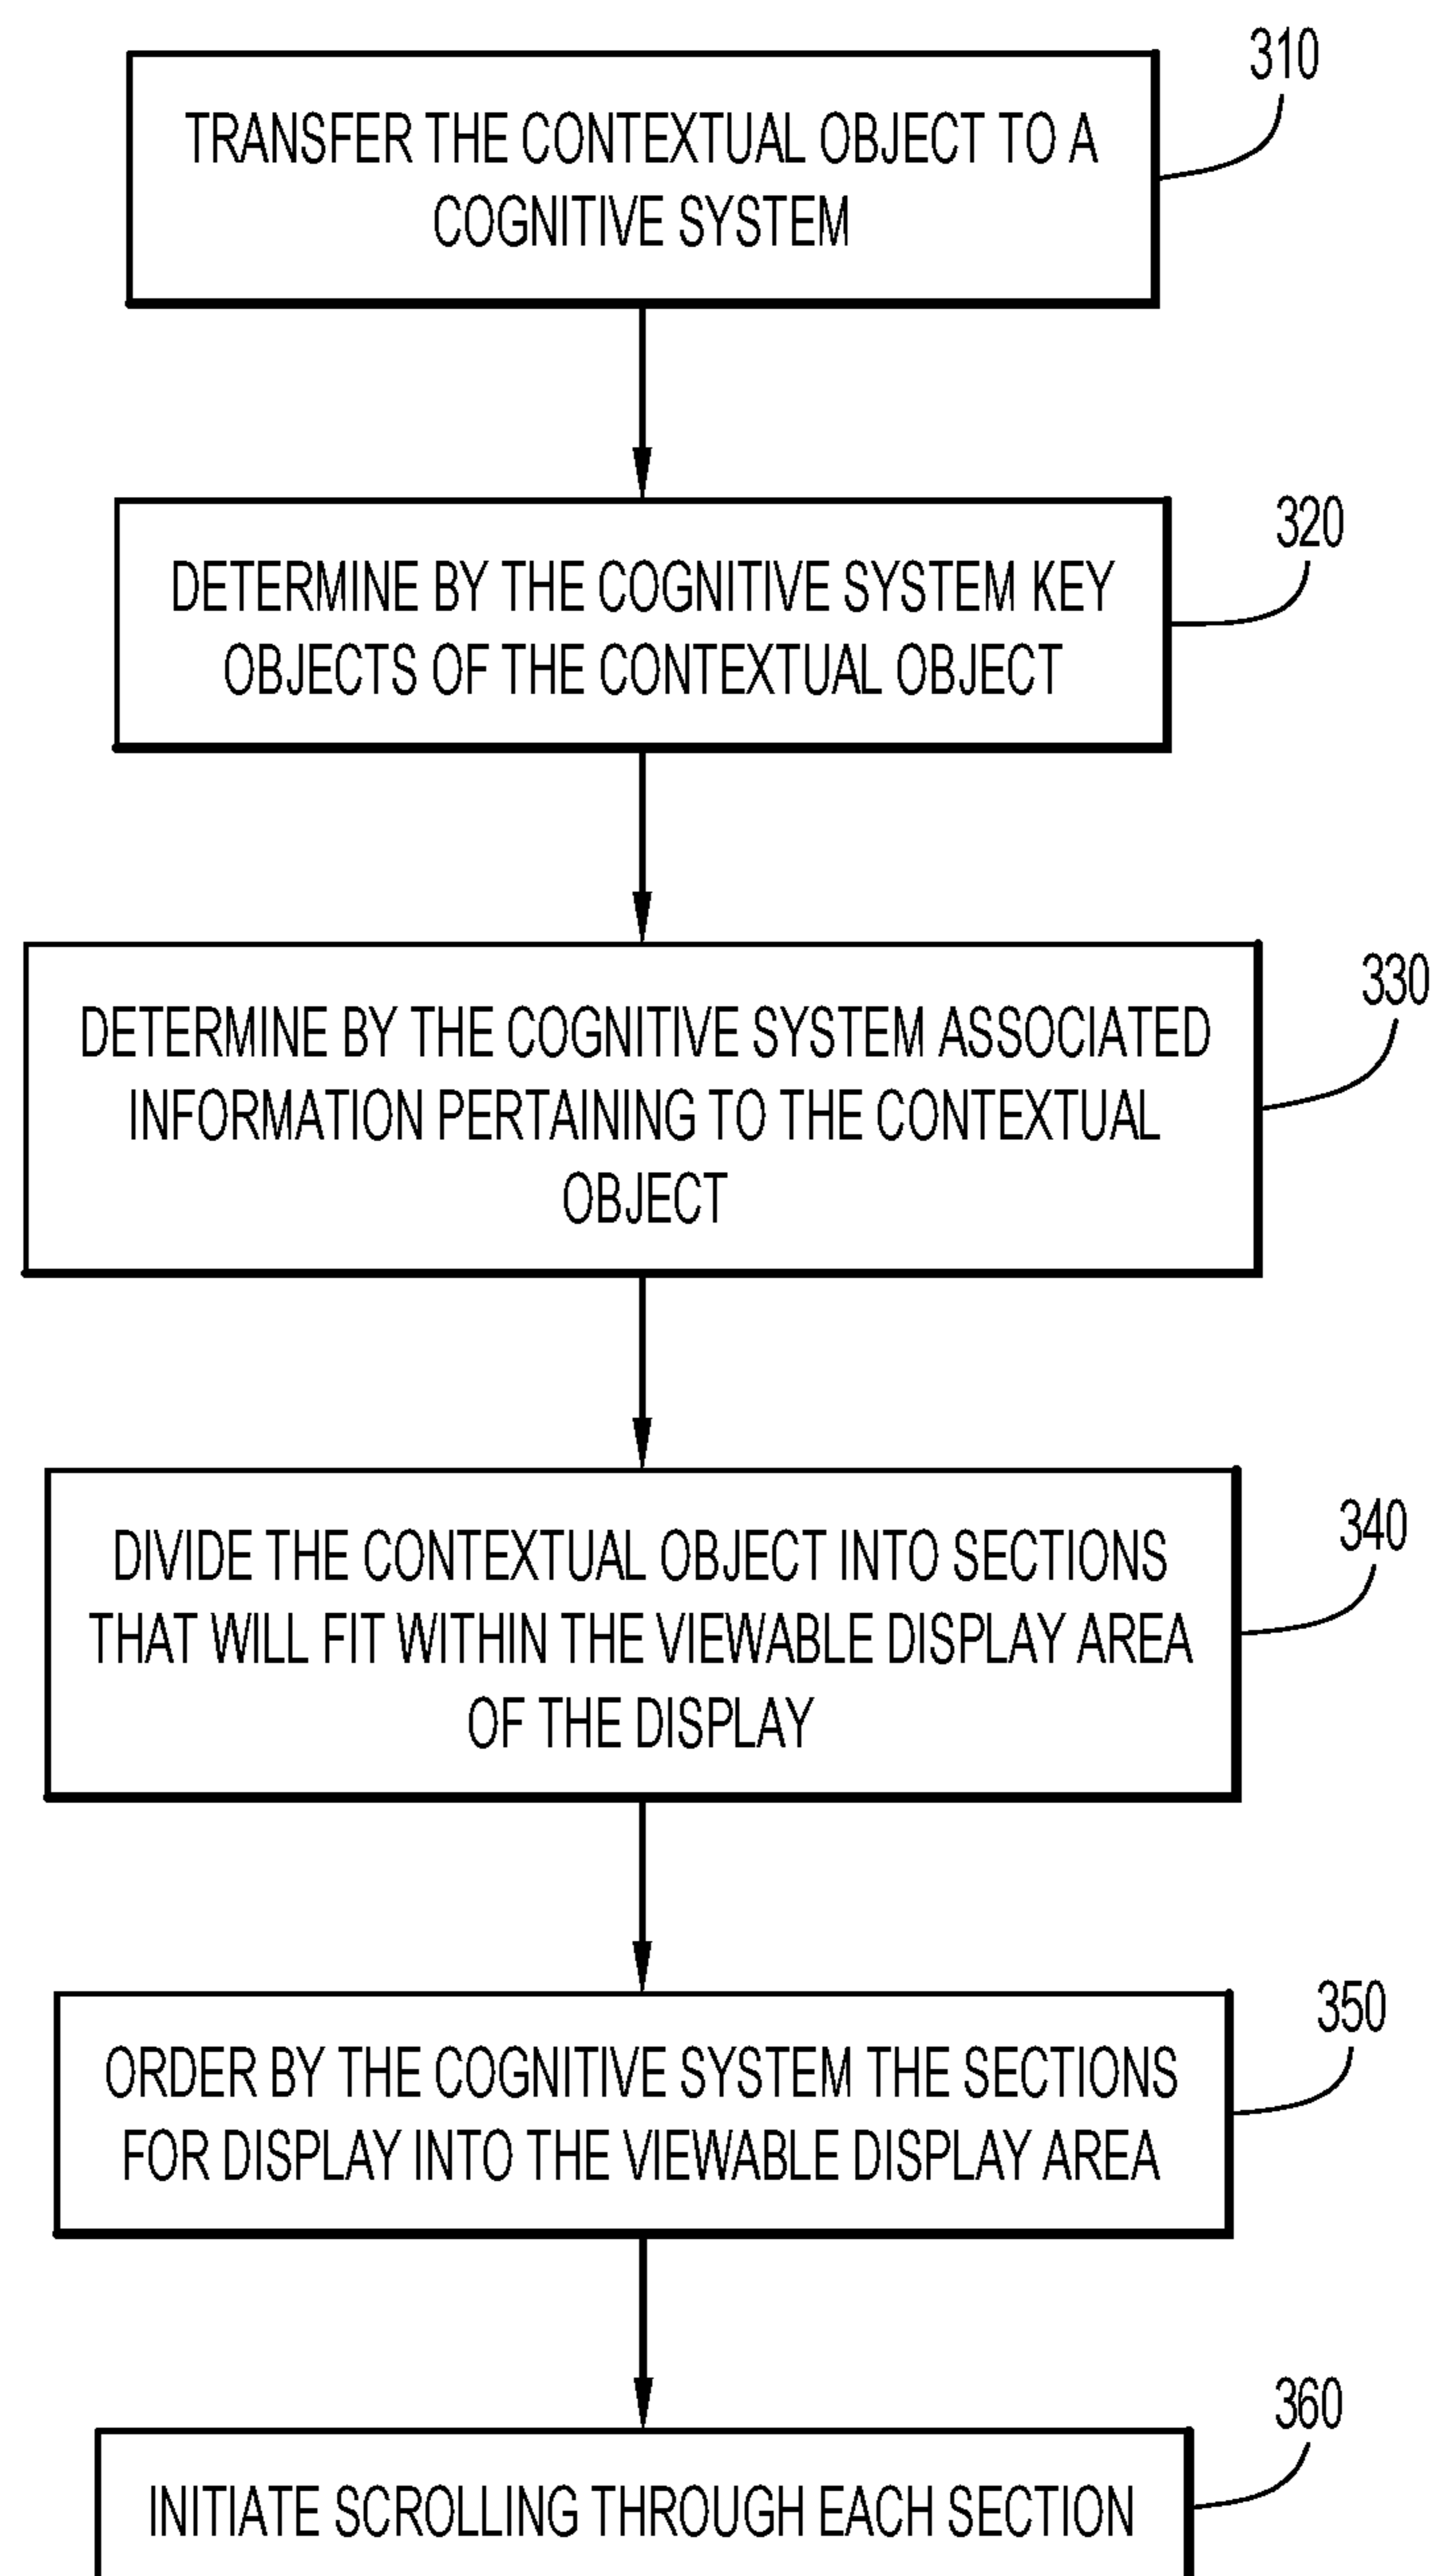 310
TRANSFER THE CONTEXTUAL OBJECT TO A
COGNITIVE SYSTEM
320
DETERMINE BY THE COGNITIVE SYSTEM KEY
OBJECTS OF THE CONTEXTUAL OBJECT
330
DETERMINE BY THE COGNITIVE SYSTEM ASSOCIATED
INFORMATION PERTAINING TO THE CONTEXTUAL
OBJECT
340
DIVIDE THE CONTEXTUAL OBJECT INTO SECTIONS
THAT WILL FIT WITHIN THE VIEWABLE DISPLAY AREA
OF THE DISPLAY
350
ORDER BY THE COGNITIVE SYSTEM THE SECTIONS
FOR DISPLAY INTO THE VIEWABLE DISPLAY AREA
360
INITIATE SCROLLING THROUGH EACH SECTION